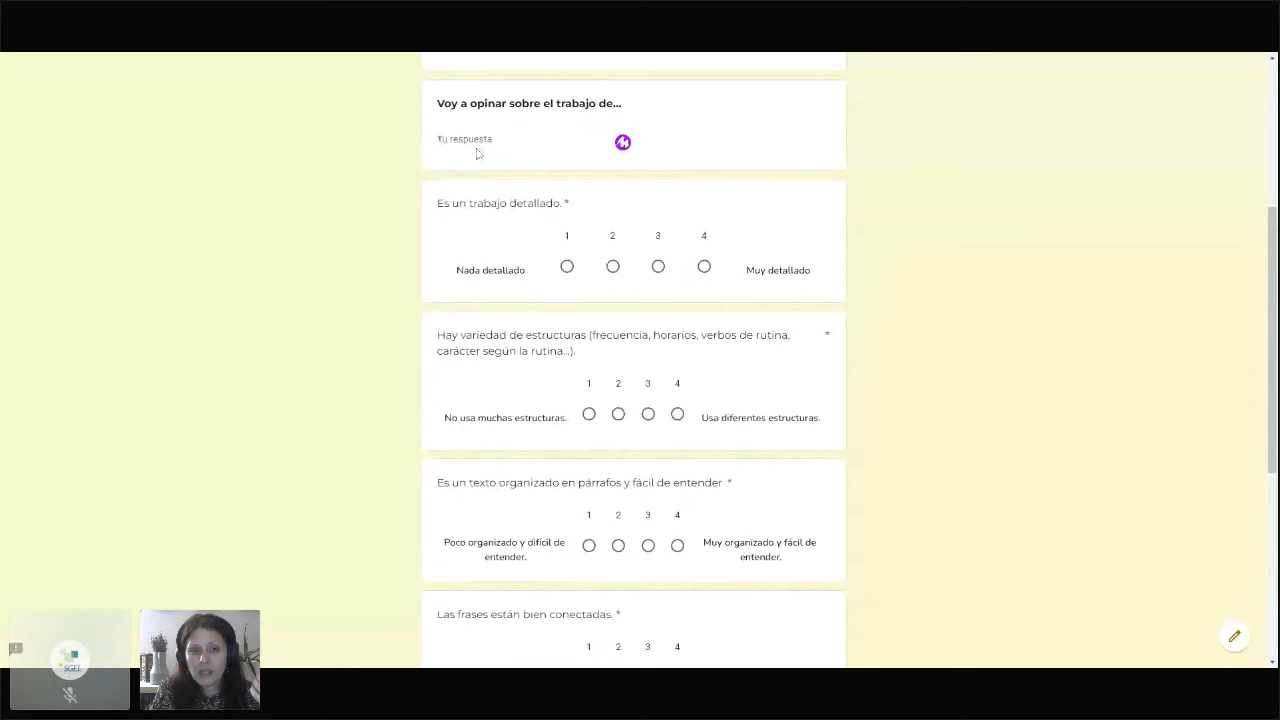 Voy a opinar sobre el trabajo de...
Tu respuesta
Es un trabajo detallado. *
1 2 3 4
Nada detallado Muy detallado
Hay variedad de estructuras (frecuencia, horarios, verbos de rutina, *
carácter según la rutina...).
1 2 3 4
No usa muchas estructuras. Usa diferentes estructuras.
Es un texto organizado en párrafos y fácil de entender *
1 2 3 4
Poco organizado y difícil de Muy organizado y fácil de
entender. entender.
Las frases están bien conectadas. *
1 2 3 4
SGEL